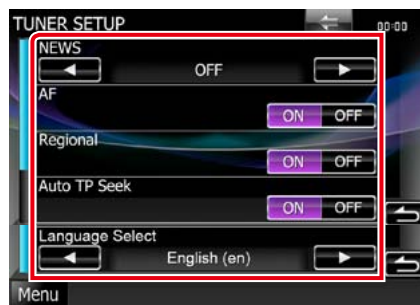 TUNER SETUP 00:00
NEWS
OFF
AF
ON OFF
Regional
ON OFF
Auto TP Seek
ON OFF
Language Select
English (en)
Menu